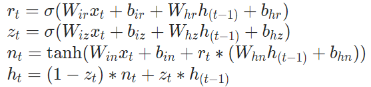 r_t = σ(W_{ir}x_t + b_{ir} + W_{hr}h_{(t−1)} + b_{hr})
z_t = σ(W_{iz}x_t + b_{iz} + W_{hz}h_{(t−1)} + b_{hz})
n_t = tanh(W_{in}x_t + b_{in} + r_t * (W_{hn}h_{(t−1)} + b_{hn}))
h_t = (1 − z_t) * n_t + z_t * h_{(t−1)}